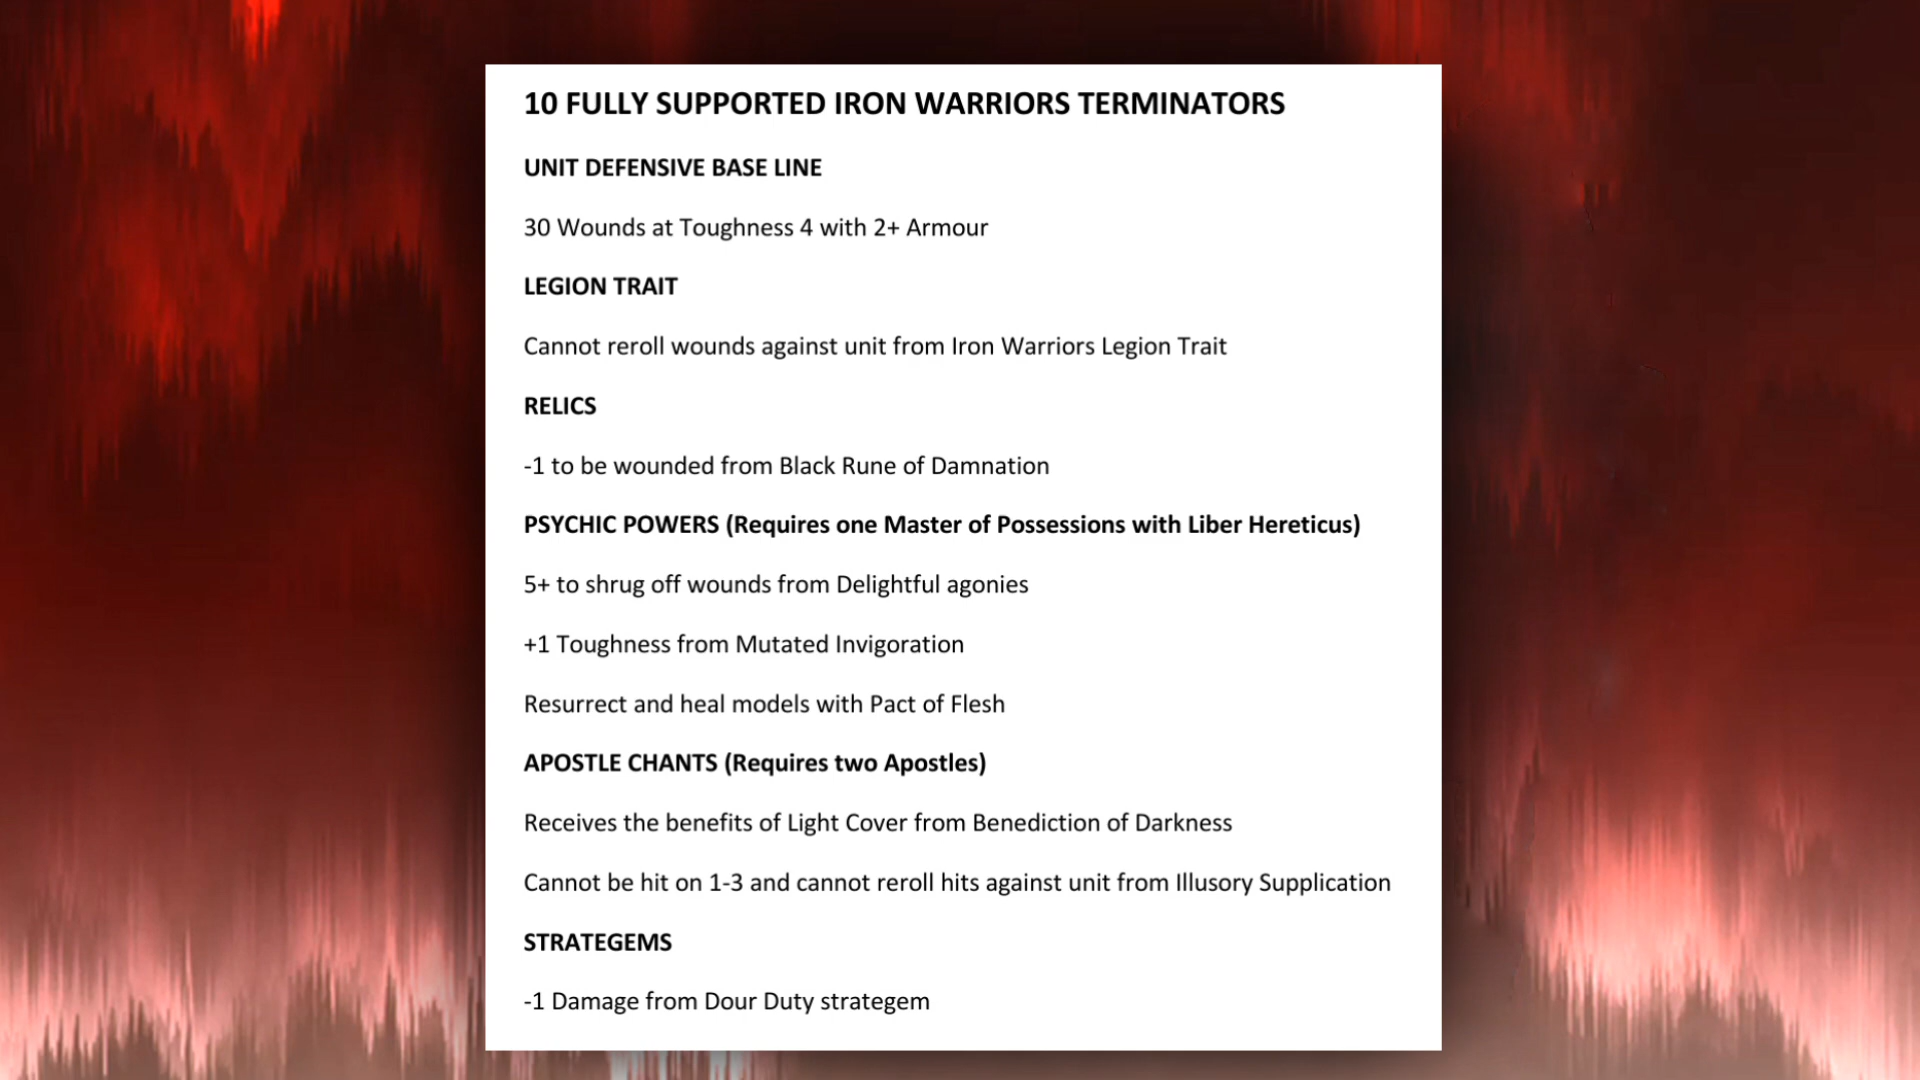 10 FULLY SUPPORTED IRON WARRIORS TERMINATORS
UNIT DEFENSIVE BASE LINE
30 Wounds at Toughness 4 with 2+ Armour
LEGION TRAIT
Cannot reroll wounds against unit from Iron Warriors Legion Trait
RELICS
-1 to be wounded from Black Rune of Damnation
PSYCHIC POWERS (Requires one Master of Possessions with Liber Hereticus)
5+ to shrug off wounds from Delightful agonies
+1 Toughness from Mutated Invigoration
Resurrect and heal models with Pact of Flesh
APOSTLE CHANTS (Requires two Apostles)
Receives the benefits of Light Cover from Benediction of Darkness
Cannot be hit on 1-3 and cannot reroll hits against unit from Illusory Supplication
STRATEGEMS
-1 Damage from Dour Duty strategem